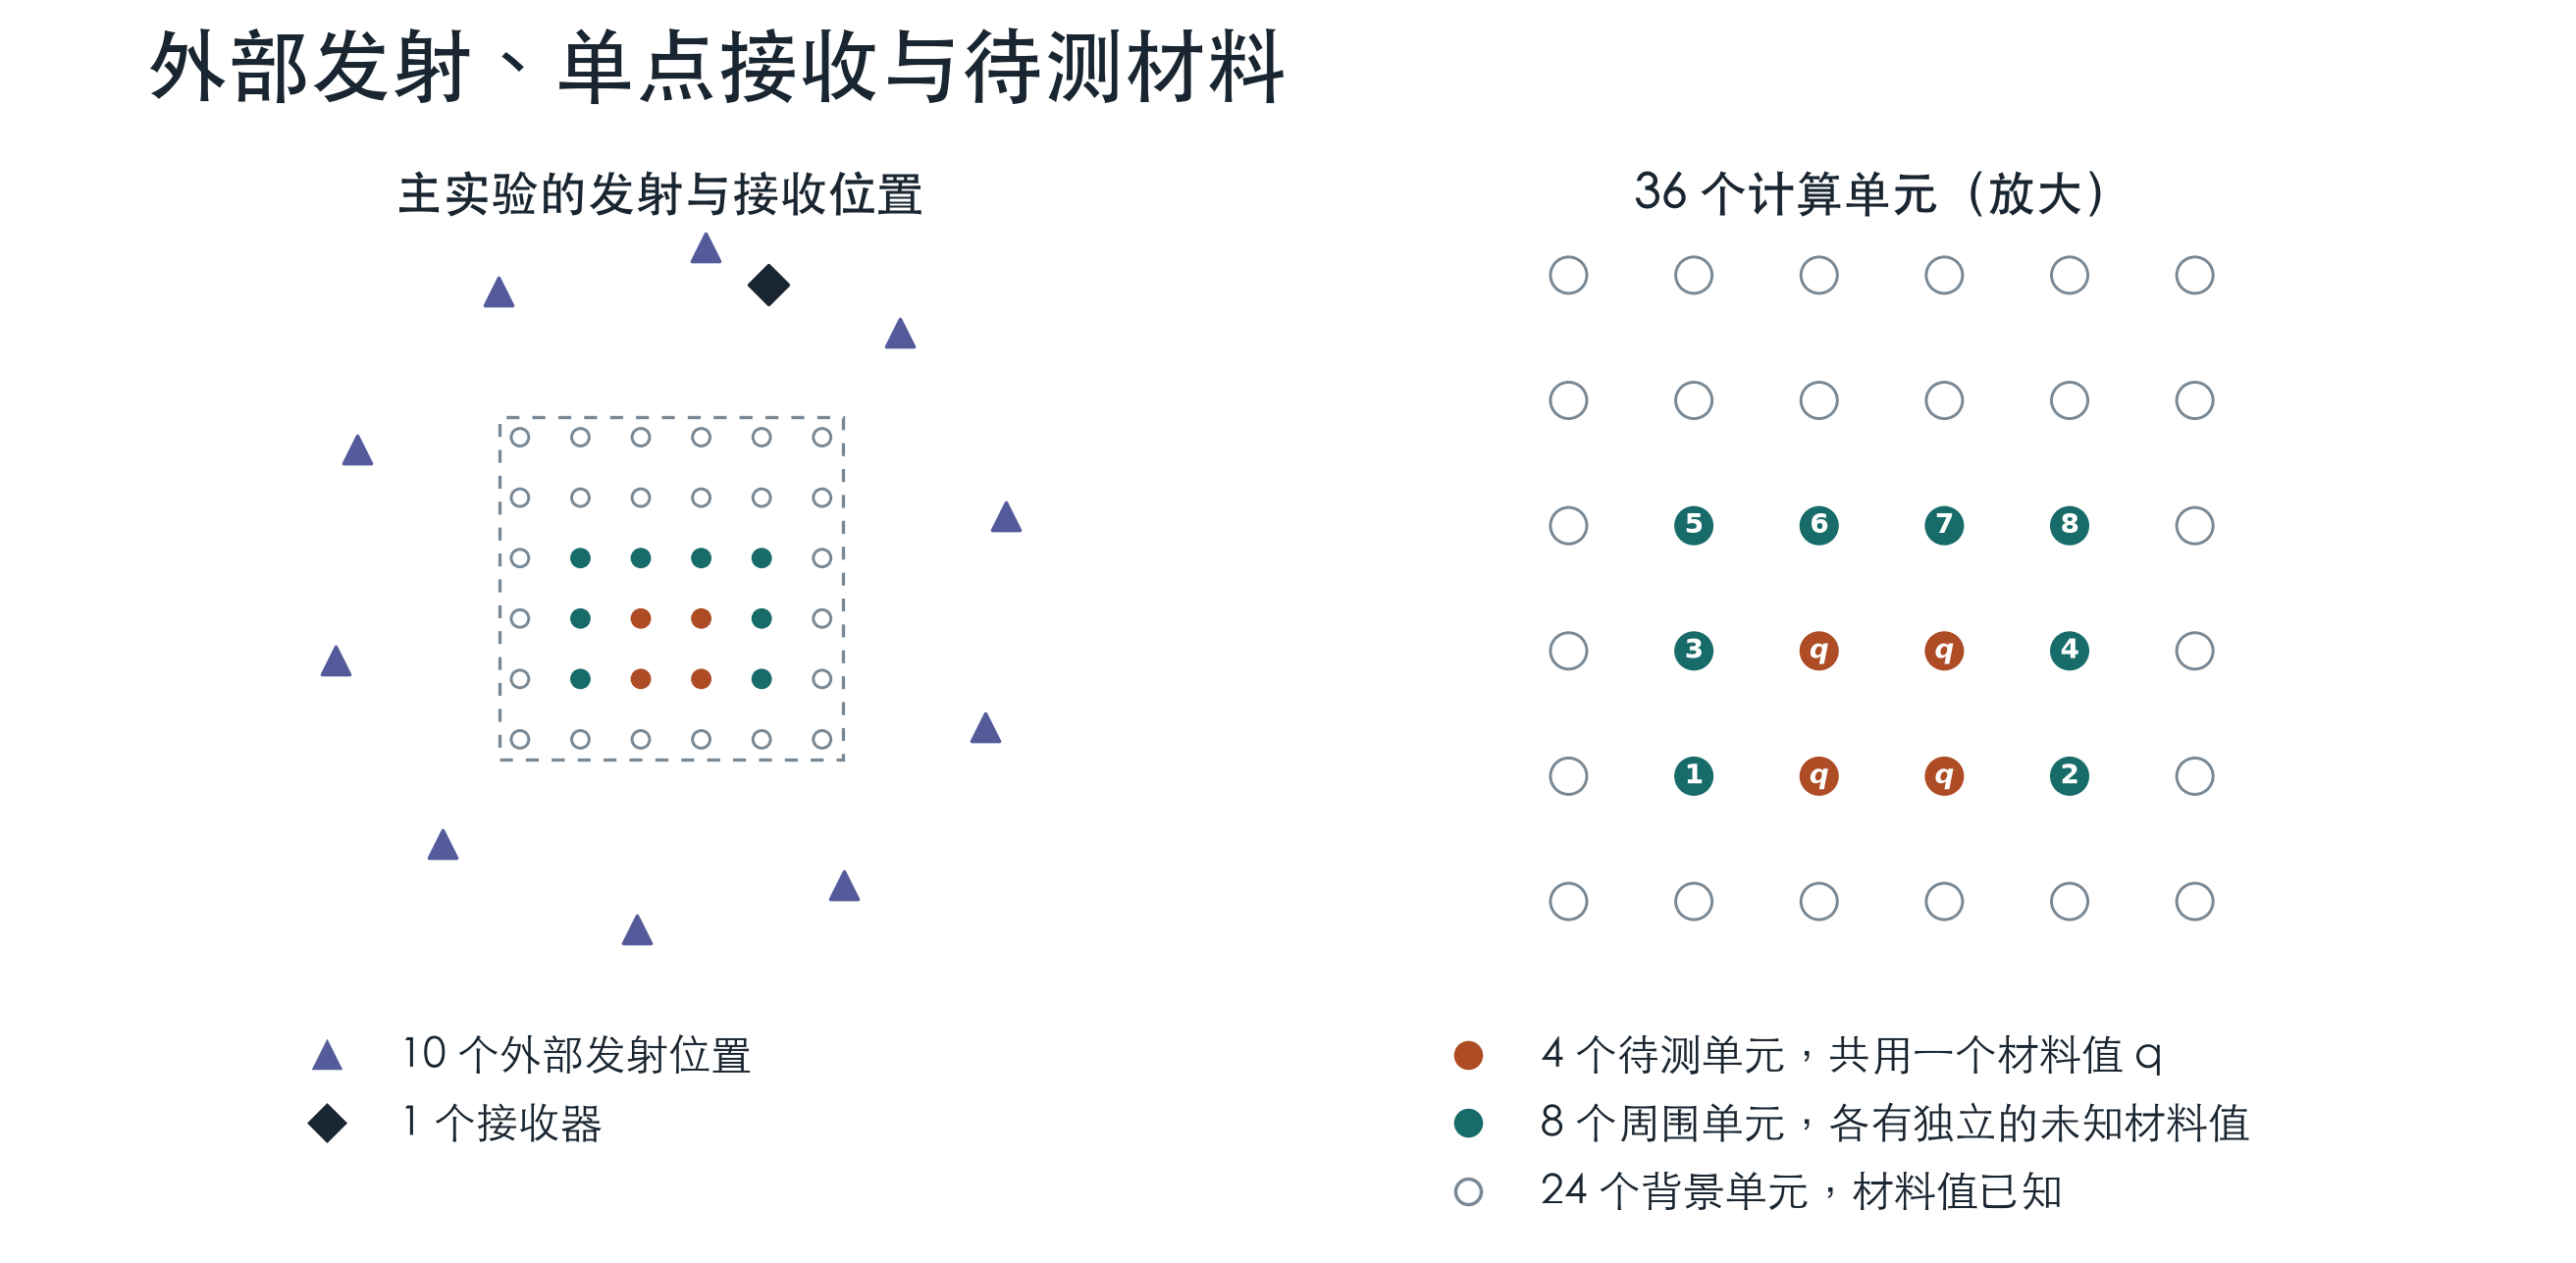 外部发射、单点接收与待测材料
主实验的发射与接收位置
10 个外部发射位置
1 个接收器
36 个计算单元（放大）
5 6 7 8
3 q q 4
1 q q 2
4 个待测单元，共用一个材料值 q
8 个周围单元，各有独立的未知材料值
24 个背景单元，材料值已知